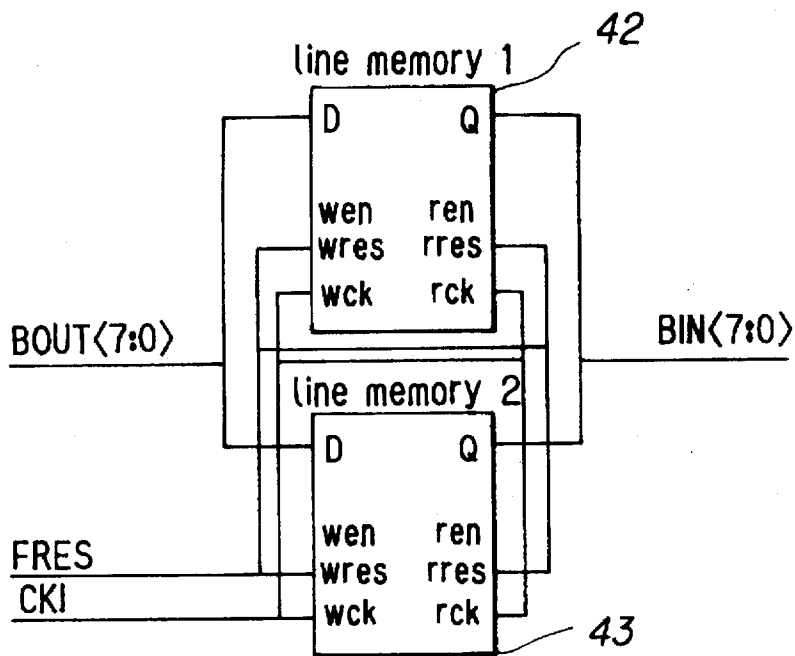 42
line memory 1
D Q
wen ren
wres rres
wck rck
BOUT<7:0> BIN<7:0>
line memory 2
D Q
wen ren
FRES
wres rres
CKI
wck rck
43